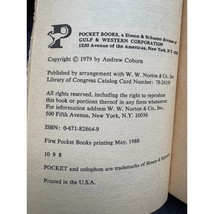 POCKET BOOKS, a Simon & Schuster division of
GULF & WESTERN CORPORATION
1230 Avenue of the Americas, New York, N.Y.
Copyright © 1979 by Andrew Coburn
Published by arrangement with W. W. Norton & Co. Inc.
Library of Congress Catalog Card Number: 78-24191
All rights reserved, including the right to reproduce
this book or portions thereof in any form whatsoever.
For information address W. W. Norton & Co., Inc.,
500 Fifth Avenue, New York, N.Y. 10036
ISBN: 0-671-82864-9
First Pocket Books printing May, 1980
10 9 8
POCKET and colophon are trademarks of Simon & Schuster.
Printed in the U.S.A.